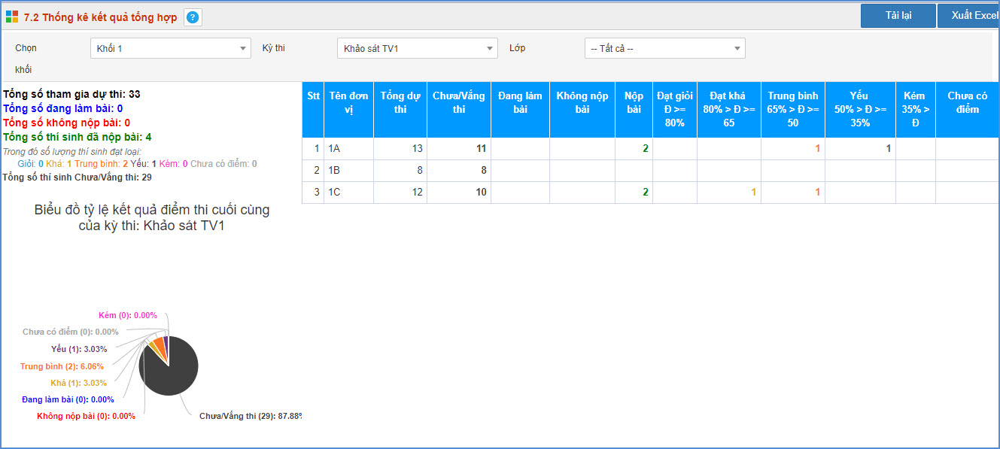 7.2 Thống kê kết quả tổng hợp ?
Tải lại
Xuất Excel
Chọn khối
Khối 1
Kỳ thi
Khảo sát TV1
Lớp
-- Tất cả --
Tổng số tham gia dự thi: 33
Tổng số đang làm bài: 0
Tổng số không nộp bài: 0
Tổng số thí sinh đã nộp bài: 4
Trong đó số lượng thí sinh đạt loại:
Giỏi: 0 Khá: 1 Trung bình: 2 Yếu: 1 Kém: 0 Chưa có điểm: 0
Tổng số thí sinh Chưa/Vắng thi: 29
Biểu đồ tỷ lệ kết quả điểm thi cuối cùng
của kỳ thi: Khảo sát TV1
Kém (0): 0.00%
Chưa có điểm (0): 0.00%
Yếu (1): 3.03%
Trung bình (2): 6.06%
Khá (1): 3.03%
Đang làm bài (0): 0.00%
Không nộp bài (0): 0.00%
Chưa/Vắng thi (29): 87.88%
Stt Tên đơn vị Tổng dự thi Chưa/Vắng thi Đang làm bài Không nộp bài Nộp bài Đạt giỏi Đ >= 80% Đạt khá 80% > Đ >= 65 Trung bình 65% > Đ >= 50 Yếu 50% > Đ >= 35% Kém 35% > Đ Chưa có điểm
1 1A 13 11 2 1 1
2 1B 8 8
3 1C 12 10 2 1 1